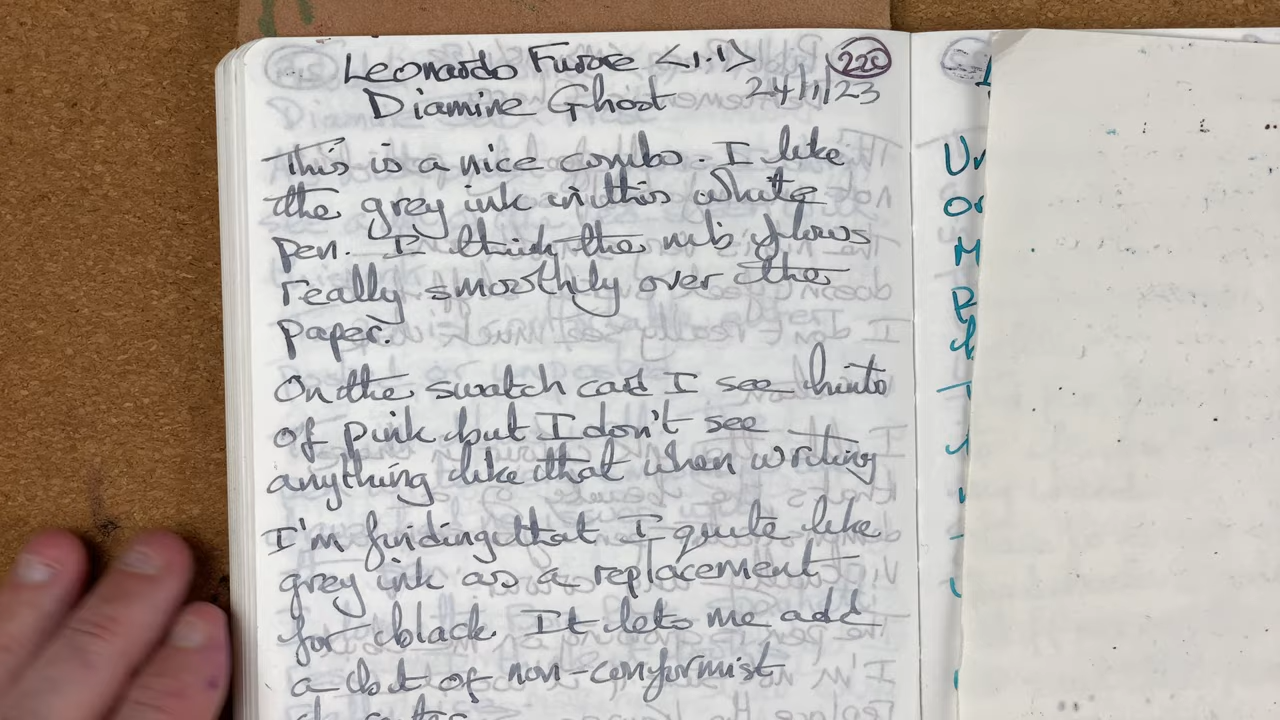 Leonardo Furore <1.1> 220
Diamine Ghost 24/1/23
This is a nice combo. I like
the grey ink in this white
pen. I think the nib flows
really smoothly over the
paper.
On the swatch card I see hints
of pink but I don't see
anything like that when writing
I'm finding that I quite like
grey ink as a replacement
for black. It lets me add
a bit of non-conformist